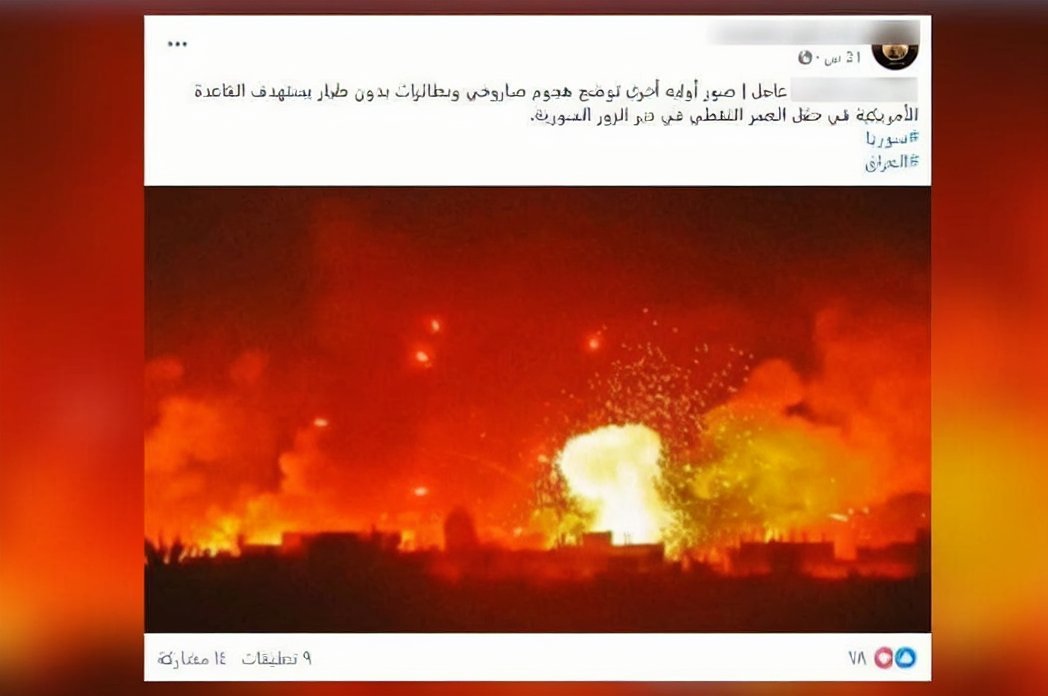 21 س
عاجل | صور أولية أخرى توضح هجوم صاروخي وبطائرات بدون طيار يستهدف القاعدة
الأمريكية في حقل العمر النفطي في دير الزور السورية.
#سوريا
#العراق
٧٨
٩ تعليقات ١٤ مشاركة